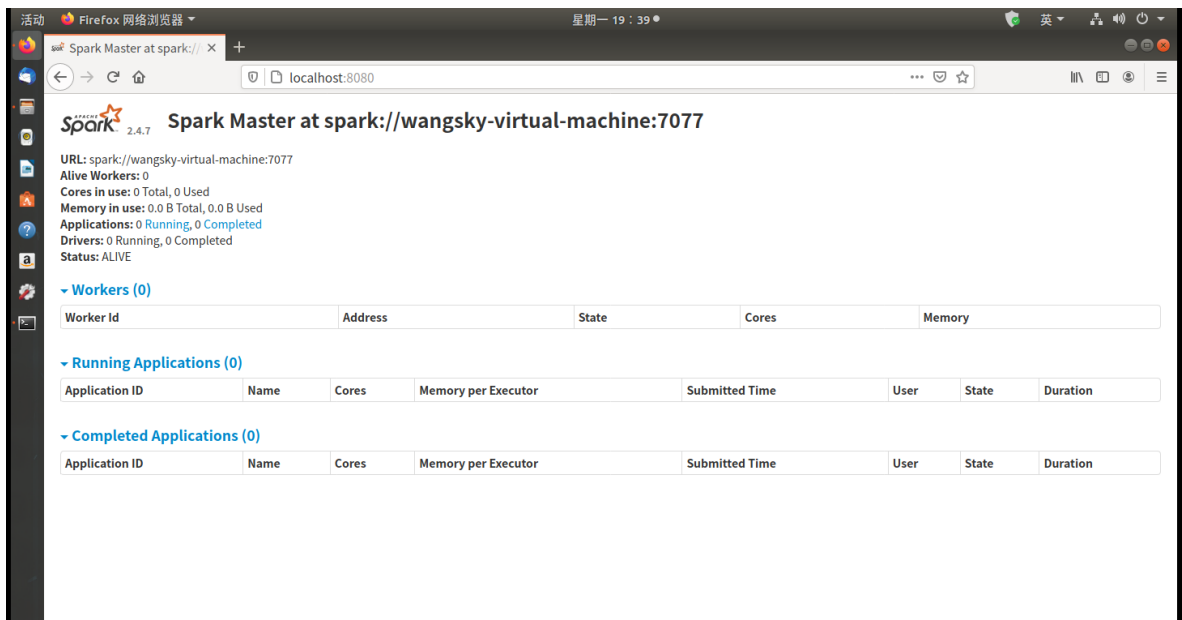 活动 Firefox 网络浏览器 星期一 19：39 英
Spark Master at spark://
localhost:8080
APACHE Spark 2.4.7 Spark Master at spark://wangsky-virtual-machine:7077
URL: spark://wangsky-virtual-machine:7077
Alive Workers: 0
Cores in use: 0 Total, 0 Used
Memory in use: 0.0 B Total, 0.0 B Used
Applications: 0 Running, 0 Completed
Drivers: 0 Running, 0 Completed
Status: ALIVE
Workers (0)
Worker Id Address State Cores Memory
Running Applications (0)
Application ID Name Cores Memory per Executor Submitted Time User State Duration
Completed Applications (0)
Application ID Name Cores Memory per Executor Submitted Time User State Duration